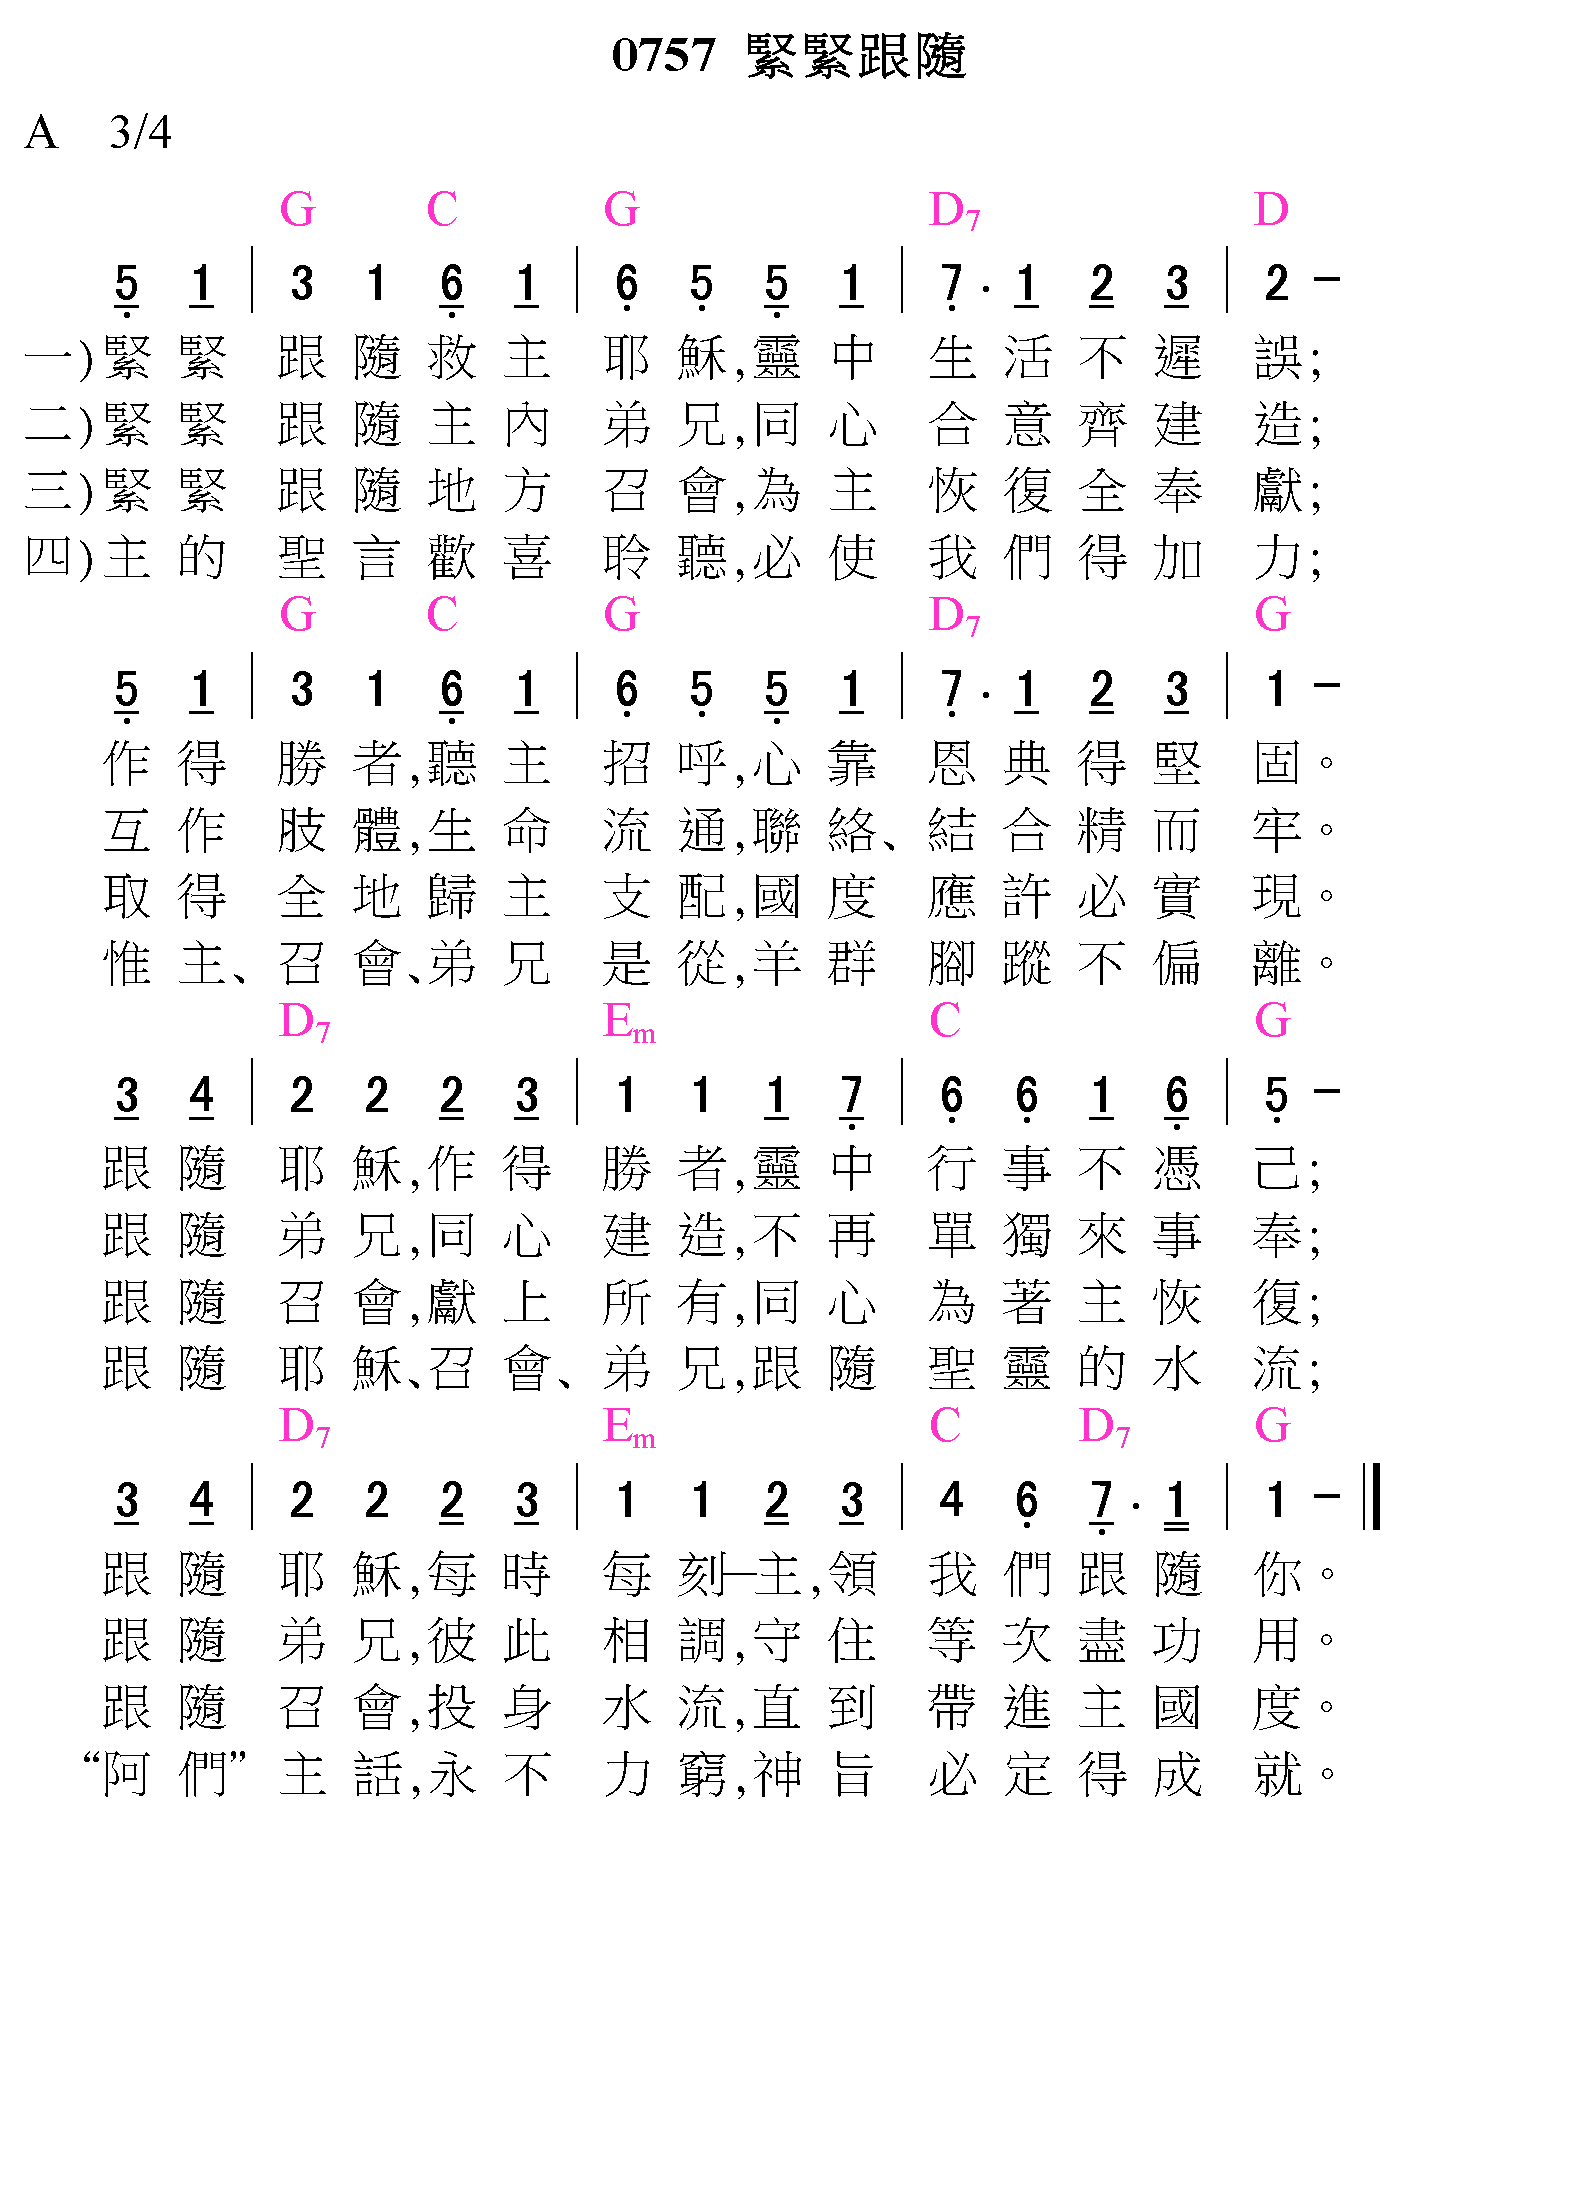 0757 緊緊跟隨
A 3/4
G C G D7 D
5 1 | 3 1 6 1 | 6 5 5 1 | 7 · 1 2 3 | 2 –
一)緊緊跟隨救主耶穌,靈中生活不遲誤;
二)緊緊跟隨主內弟兄,同心合意齊建造;
三)緊緊跟隨地方召會,為主恢復全奉獻;
四)主的聖言歡喜聆聽,必使我們得加力;
G C G D7 G
5 1 | 3 1 6 1 | 6 5 5 1 | 7 · 1 2 3 | 1 –
作得勝者,聽主招呼,心靠恩典得堅固。
互作肢體,生命流通,聯絡、結合精而牢。
取得全地歸主支配,國度應許必實現。
惟主、召會、弟兄是從,羊群腳蹤不偏離。
D7 Em C G
3 4 | 2 2 2 3 | 1 1 1 7 | 6 6 1 6 | 5 –
跟隨耶穌,作得勝者,靈中行事不憑己;
跟隨弟兄,同心建造,不再單獨來事奉;
跟隨召會,獻上所有,同心為著主恢復;
跟隨耶穌、召會、弟兄,跟隨聖靈的水流;
D7 Em C D7 G
3 4 | 2 2 2 3 | 1 1 2 3 | 4 6 7 · 1 | 1 –
跟隨耶穌,每時每刻—主,領我們跟隨你。
跟隨弟兄,彼此相調,守住等次盡功用。
跟隨召會,投身水流,直到帶進主國度。
“阿們”主話,永不力窮,神旨必定得成就。